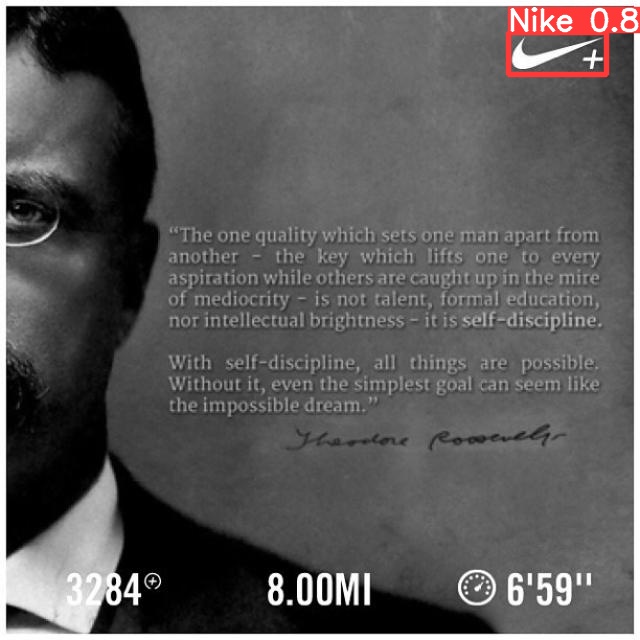 Nike 0.8
“The one quality which sets one man apart from
another - the key which lifts one to every
aspiration while others are caught up in the mire
of mediocrity - is not talent, formal education,
nor intellectual brightness - it is self-discipline.
With self-discipline, all things are possible.
Without it, even the simplest goal can seem like
the impossible dream.”
Theodore Roosevelt
3284+ 8.00MI 6'59"